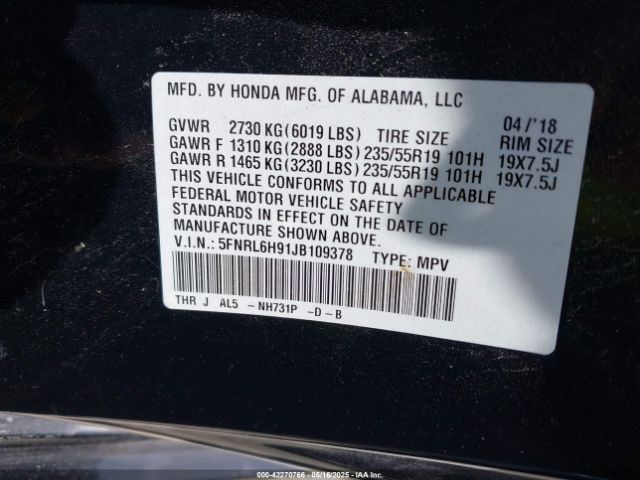 MFD. BY HONDA MFG. OF ALABAMA, LLC
04/'18
GVWR 2730 KG(6019 LBS) TIRE SIZE RIM SIZE
GAWR F 1310 KG(2888 LBS)235/55R19 101H 19X7.5J
GAWR R 1465 KG(3230 LBS)235/55R19 101H 19X7.5J
THIS VEHICLE CONFORMS TO ALL APPLICABLE
FEDERAL MOTOR VEHICLE SAFETY
STANDARDS IN EFFECT ON THE DATE OF
MANUFACTURE SHOWN ABOVE.
V.I.N.: 5FNRL6H91JB109378 TYPE: MPV
THR J AL5 -NH731P -D-B
000-42270766 - 05/16/2025 - IAA Inc.